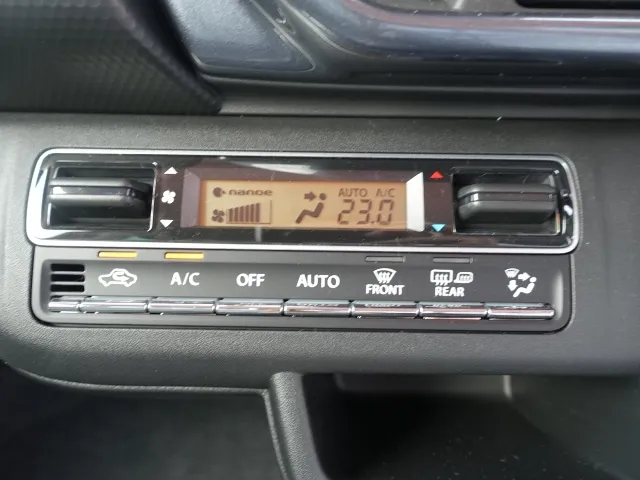 nanoe
AUTO A/C
23.0
A/C OFF AUTO FRONT REAR